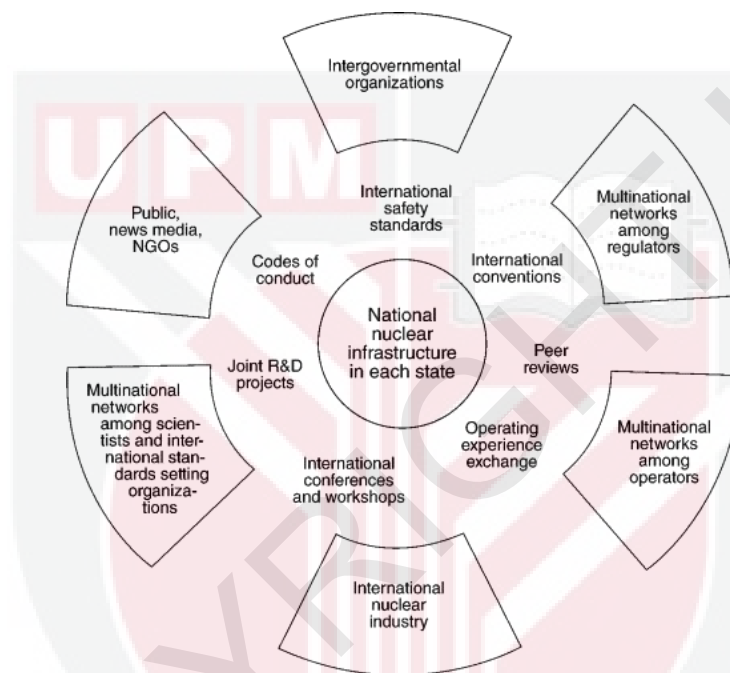 Intergovernmental
organizations
UPM
Public,
news media,
NGOs
International
safety
standards
Multinational
networks
among
regulators
Codes of
conduct
International
conventions
National
nuclear
infrastructure
in each state
Joint R&D
projects
Peer
reviews
Multinational
networks
among scien-
tists and inter-
national stan-
dards setting
organiza-
tions
Operating
experience
exchange
Multinational
networks
among
operators
International
conferences
and workshops
International
nuclear
industry
YRIGHT